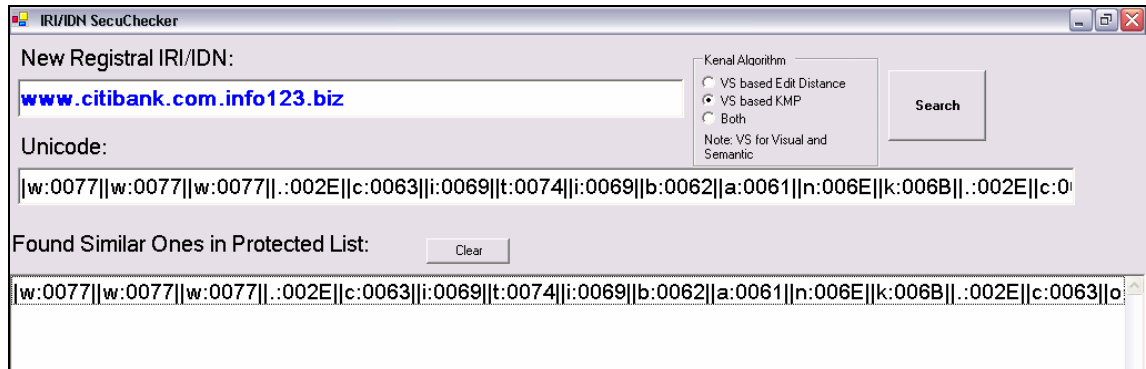 IRI/IDN SecuChecker
New Registral IRI/IDN:
www.citibank.com.info123.biz
Kenal Algorithm
VS based Edit Distance
VS based KMP
Both
Note: VS for Visual and
Semantic
Search
Unicode:
|w:0077||w:0077||w:0077||.:002E||c:0063||i:0069||t:0074||i:0069||b:0062||a:0061||n:006E||k:006B||.:002E||c:0
Found Similar Ones in Protected List:
Clear
|w:0077||w:0077||w:0077||.:002E||c:0063||i:0069||t:0074||i:0069||b:0062||a:0061||n:006E||k:006B||.:002E||c:0063||o